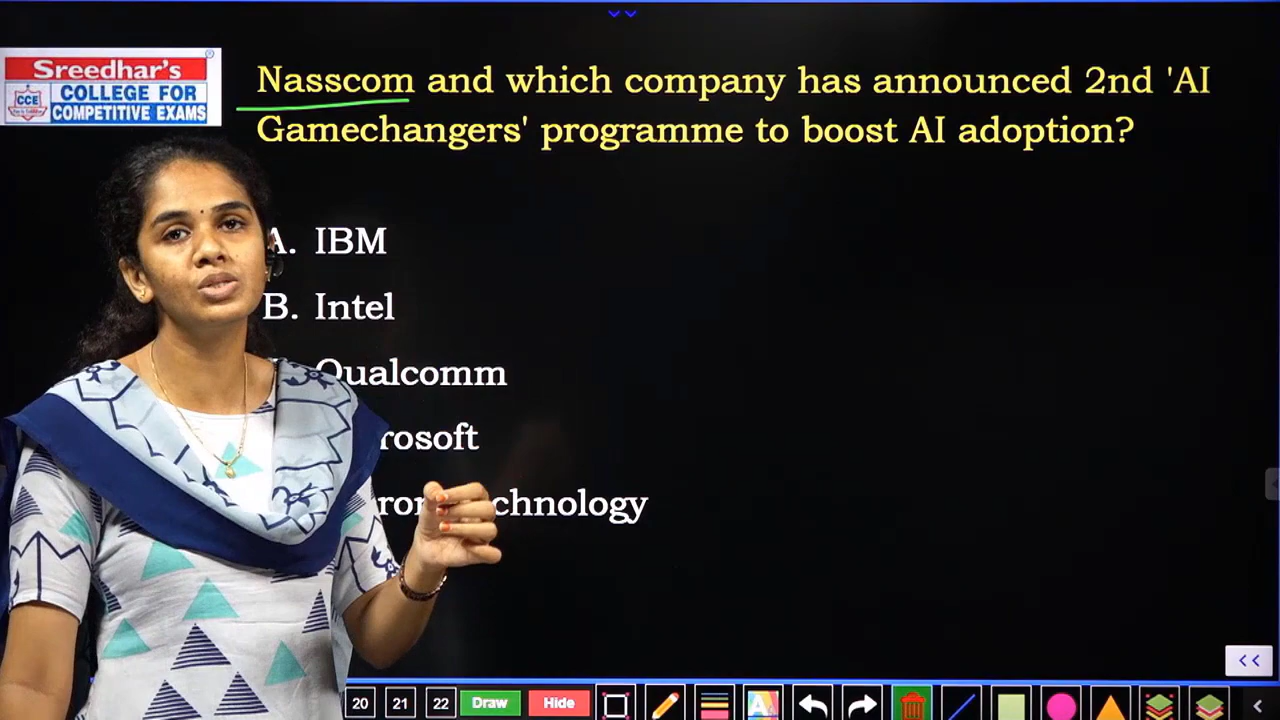 Sreedhar's
CCE
COLLEGE FOR
COMPETITIVE EXAMS
Nasscom and which company has announced 2nd 'AI
Gamechangers' programme to boost AI adoption?
A. IBM
B. Intel
Qualcomm
rosoft
ron chnology
20 21 22 Draw Hide